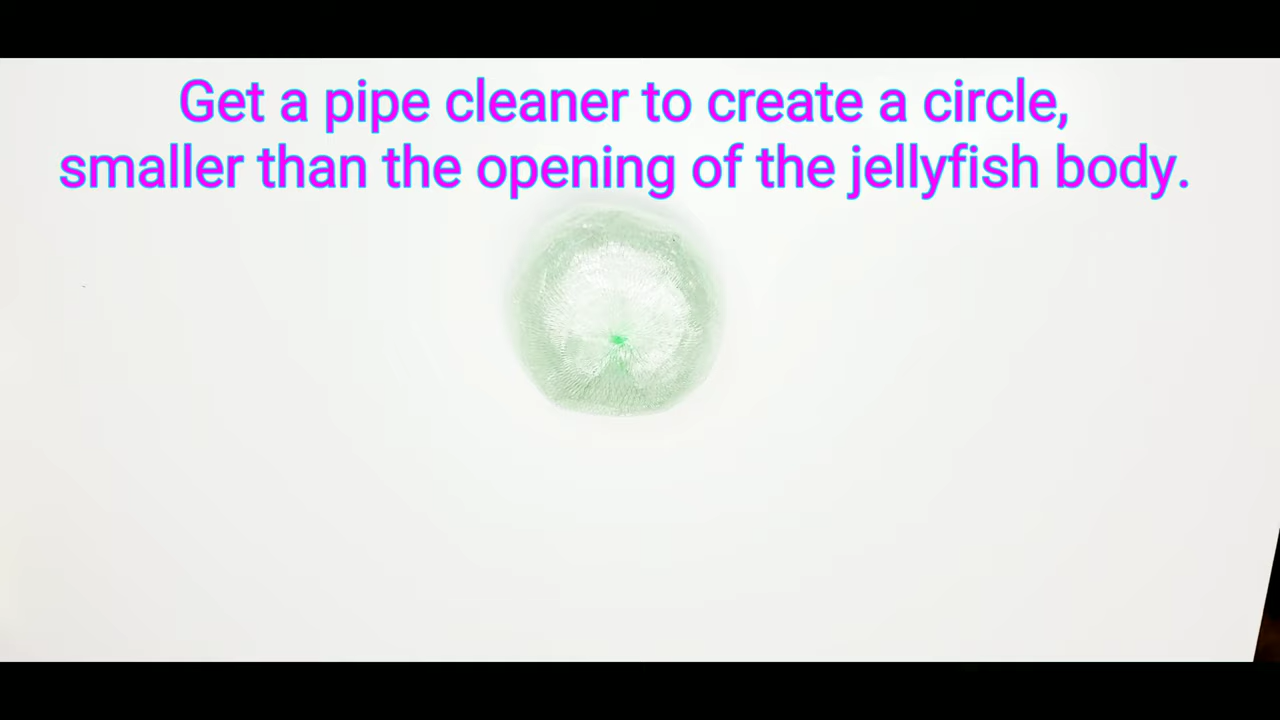 Get a pipe cleaner to create a circle,
smaller than the opening of the jellyfish body.